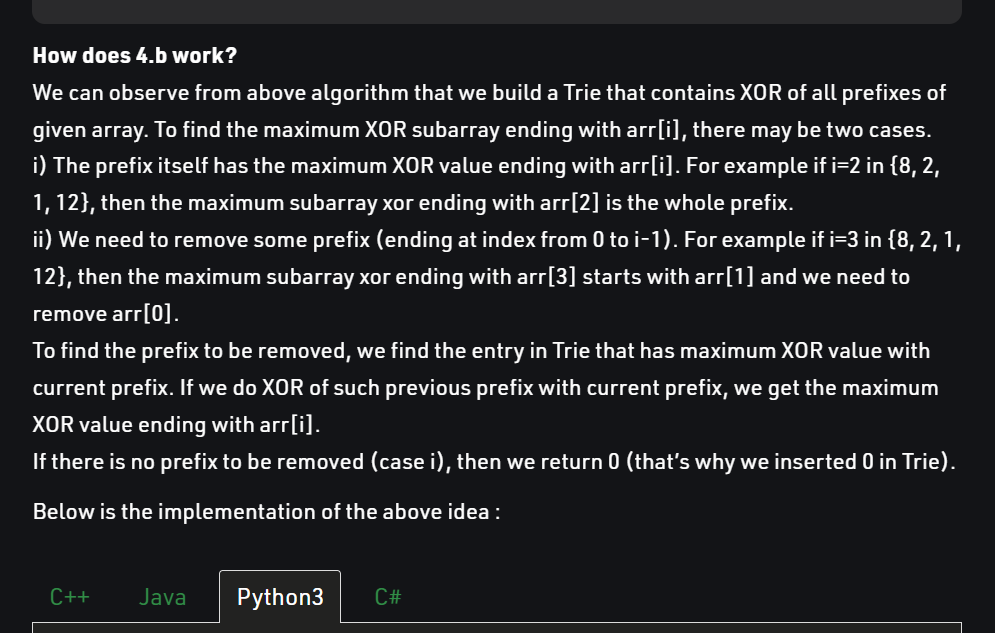 How does 4.b work?
We can observe from above algorithm that we build a Trie that contains XOR of all prefixes of
given array. To find the maximum XOR subarray ending with arr[i], there may be two cases.
i) The prefix itself has the maximum XOR value ending with arr[i]. For example if i=2 in {8, 2,
1, 12}, then the maximum subarray xor ending with arr[2] is the whole prefix.
ii) We need to remove some prefix (ending at index from 0 to i-1). For example if i=3 in {8, 2, 1,
12}, then the maximum subarray xor ending with arr[3] starts with arr[1] and we need to
remove arr[0].
To find the prefix to be removed, we find the entry in Trie that has maximum XOR value with
current prefix. If we do XOR of such previous prefix with current prefix, we get the maximum
XOR value ending with arr[i].
If there is no prefix to be removed (case i), then we return 0 (that's why we inserted 0 in Trie).
Below is the implementation of the above idea :
C++ Java Python3 C#